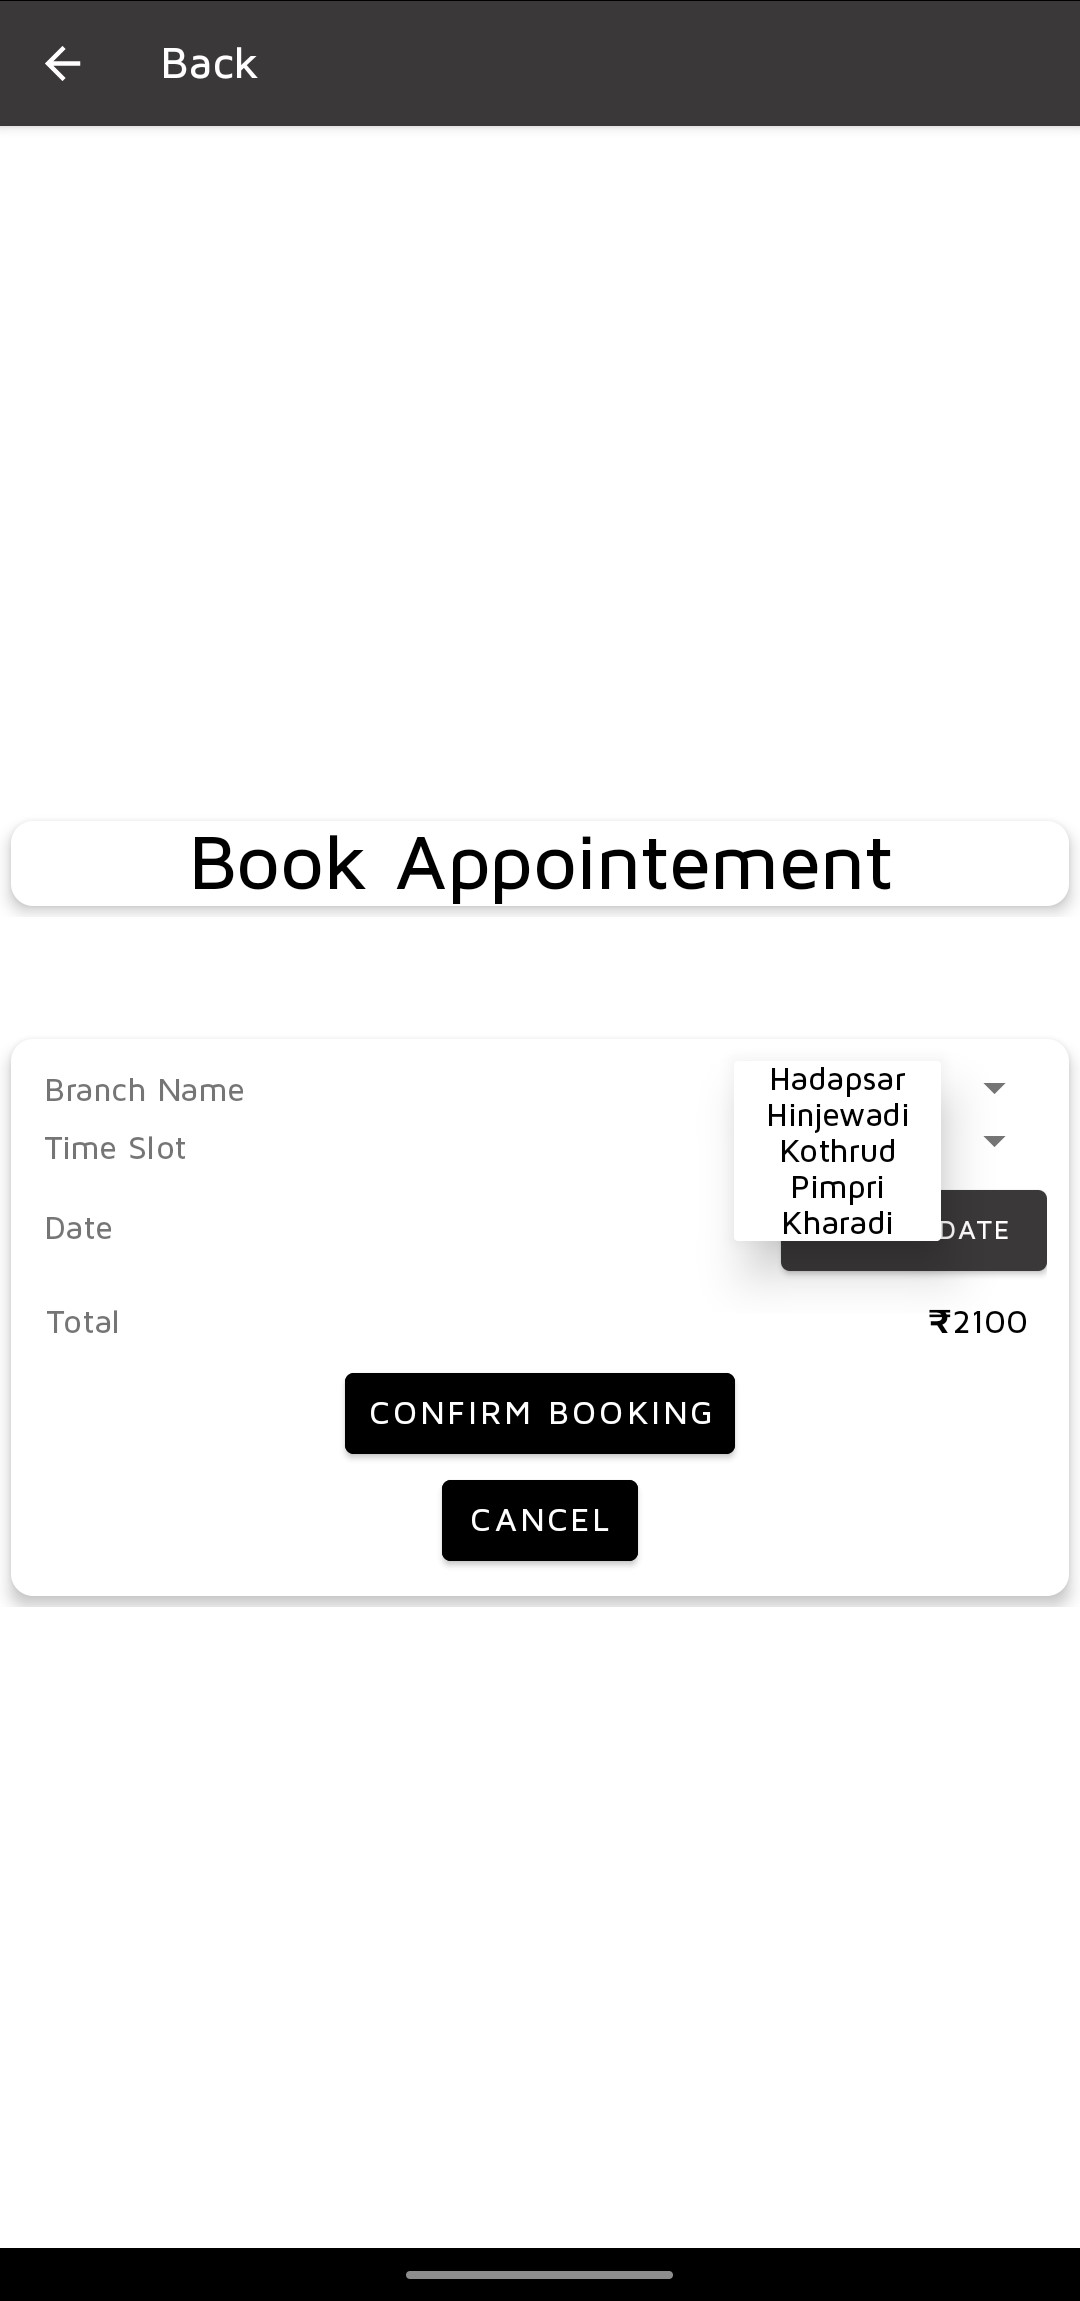 Back
Book Appointement
Branch Name
Hadapsar
Hinjewadi
Kothrud
Pimpri
Kharadi
Time Slot
Date
DATE
Total
₹2100
CONFIRM BOOKING
CANCEL